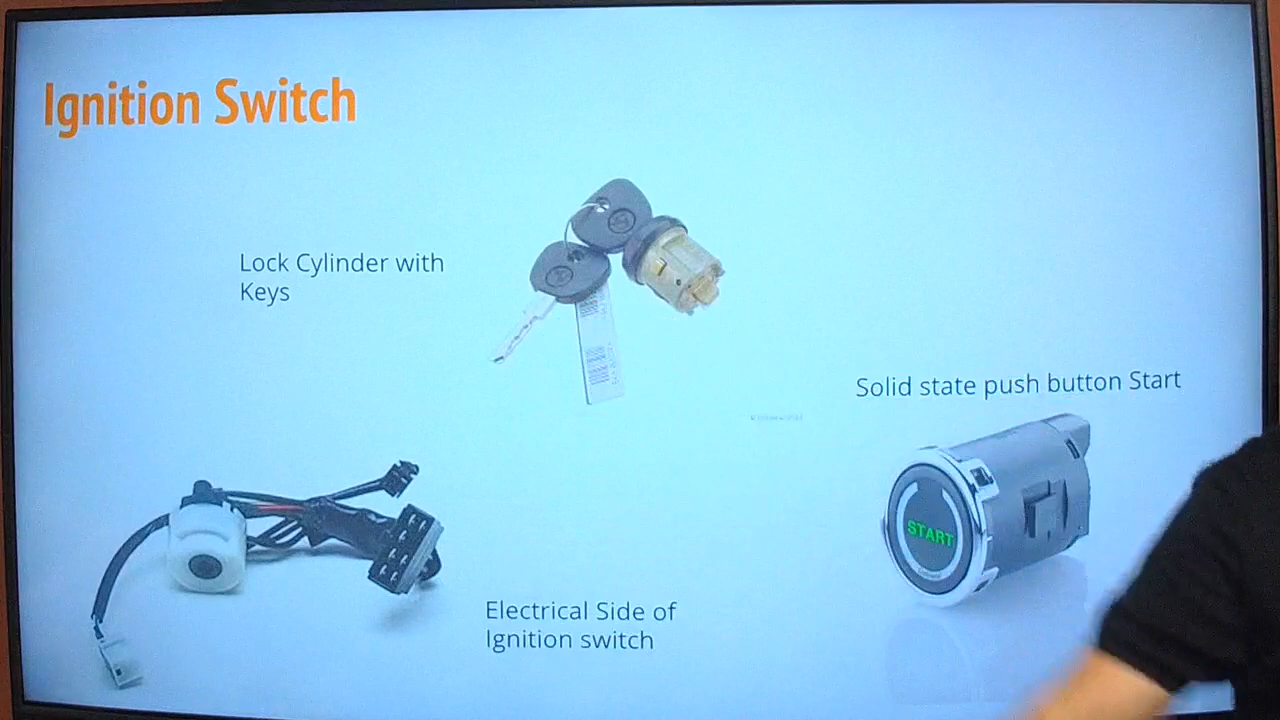 Ignition Switch
Lock Cylinder with
Keys
Solid state push button Start
START
Electrical Side of
Ignition switch